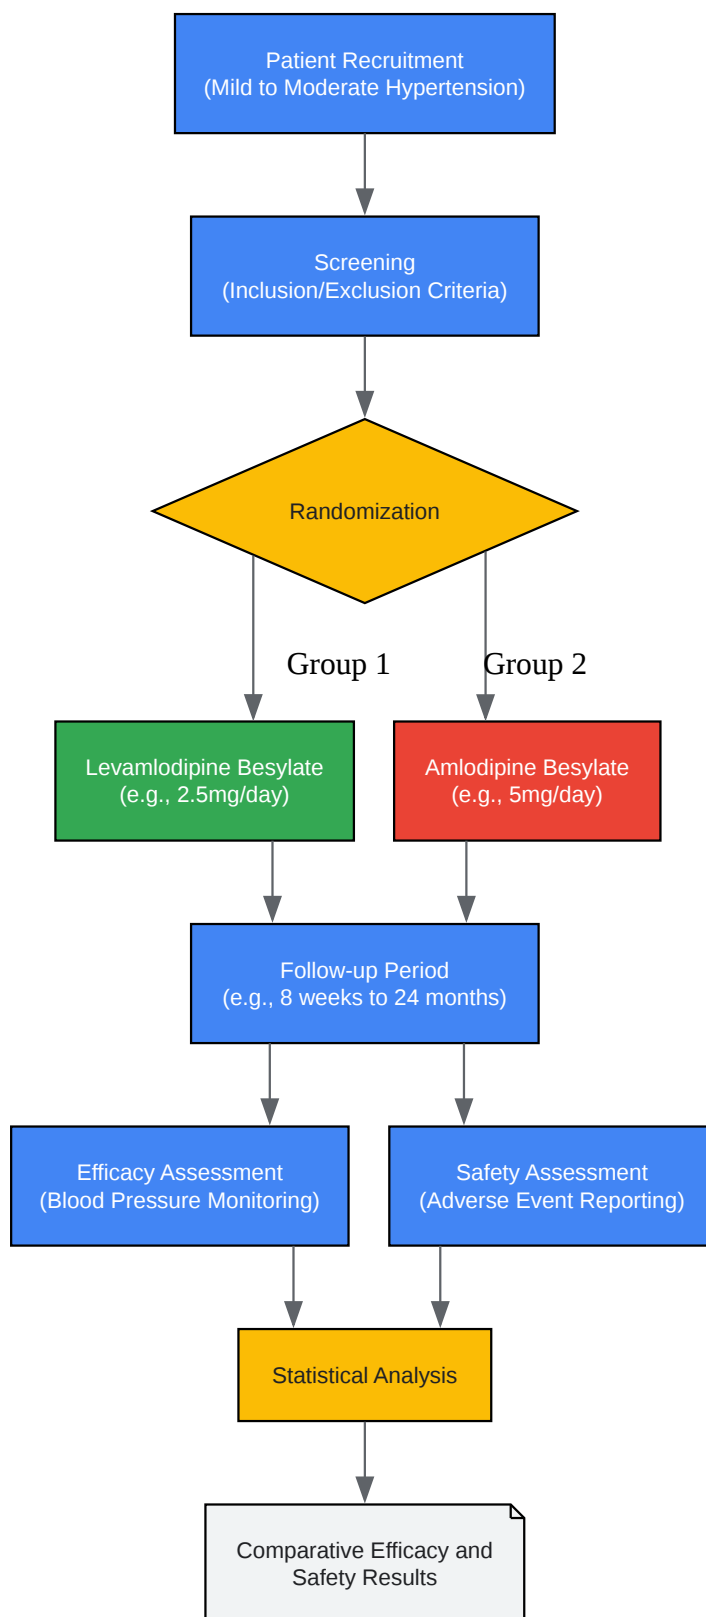 Patient Recruitment
(Mild to Moderate Hypertension)
Screening
(Inclusion/Exclusion Criteria)
Randomization
Group 1
Group 2
Levamlodipine Besylate
(e.g., 2.5mg/day)
Amlodipine Besylate
(e.g., 5mg/day)
Follow-up Period
(e.g., 8 weeks to 24 months)
Efficacy Assessment
(Blood Pressure Monitoring)
Safety Assessment
(Adverse Event Reporting)
Statistical Analysis
Comparative Efficacy and
Safety Results